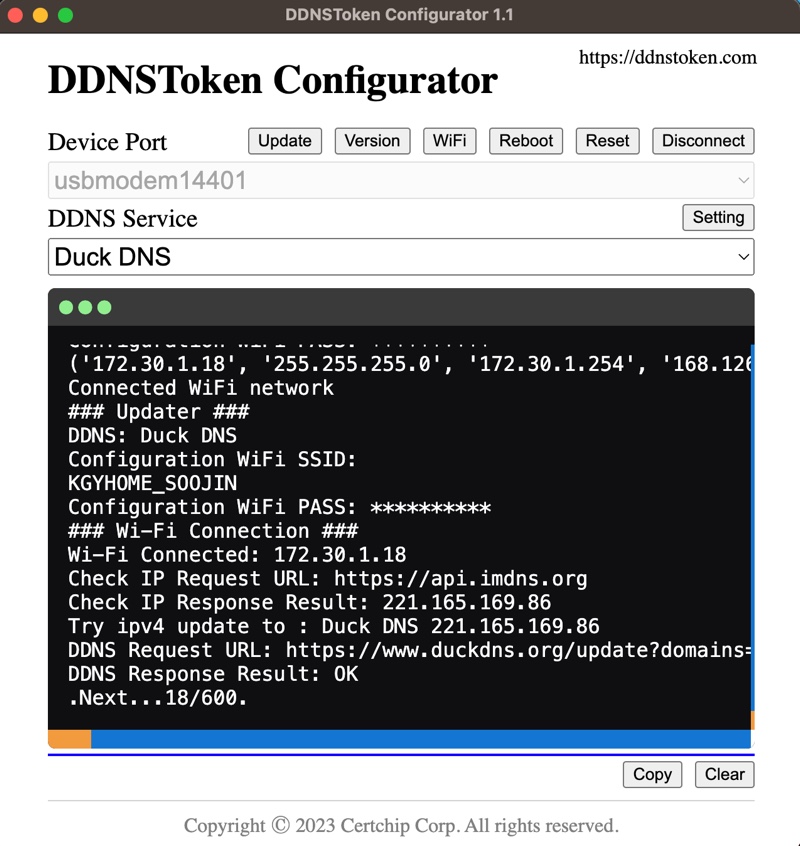 DDNSToken Configurator 1.1
https://ddnstoken.com
DDNSToken Configurator
Device Port Update Version WiFi Reboot Reset Disconnect
usbmodem14401
DDNS Service Setting
Duck DNS
Configuration WiFi PASS: **********
('172.30.1.18', '255.255.255.0', '172.30.1.254', '168.126
Connected WiFi network
### Updater ###
DDNS: Duck DNS
Configuration WiFi SSID:
KGYHOME_SOOJIN
Configuration WiFi PASS: **********
### Wi-Fi Connection ###
Wi-Fi Connected: 172.30.1.18
Check IP Request URL: https://api.imdns.org
Check IP Response Result: 221.165.169.86
Try ipv4 update to : Duck DNS 221.165.169.86
DDNS Request URL: https://www.duckdns.org/update?domains=
DDNS Response Result: OK
.Next...18/600.
Copy Clear
Copyright © 2023 Certchip Corp. All rights reserved.